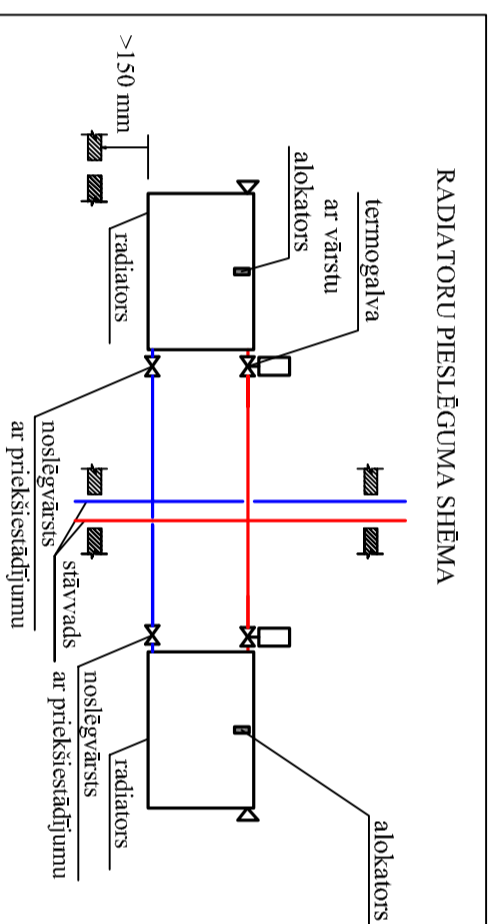 RADIATORU PIESLĒGUMA SHĒMA
termogalva
ar vārstu
alokators
alokators
>150 mm
radiators
noslēgvārsts
ar priekšiestādījumu
stāvvads
noslēgvārsts
ar priekšiestādījumu
radiators